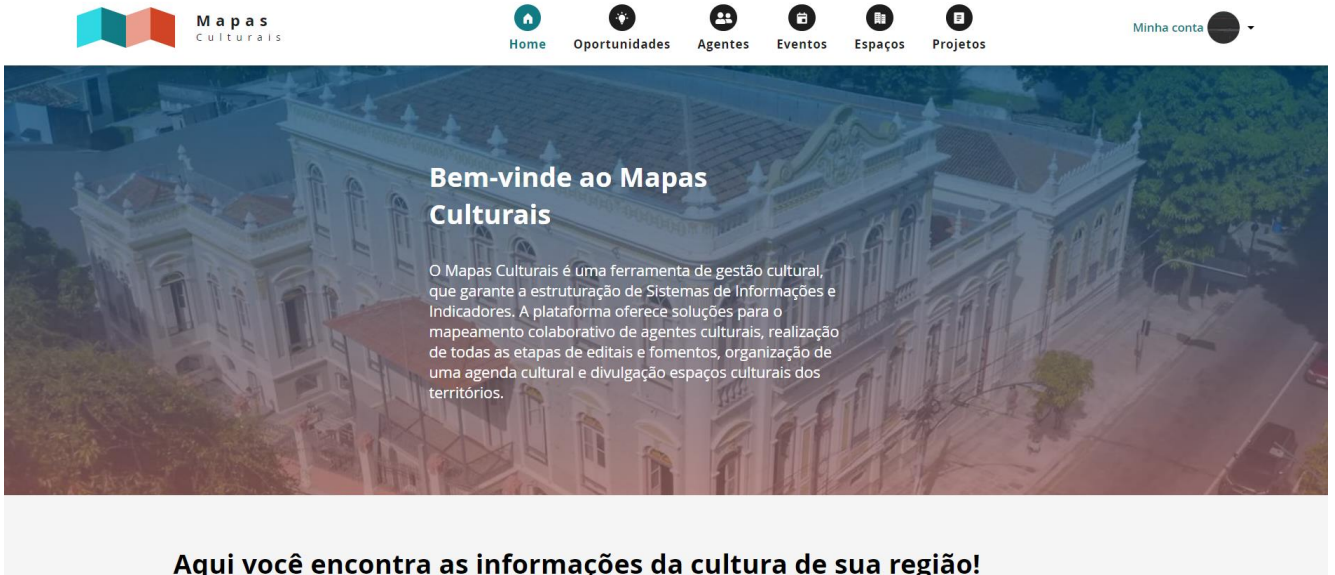 Mapas
Culturais
Home
Oportunidades
Agentes
Eventos
Espaços
Projetos
Minha conta
Bem-vinde ao Mapas
Culturais
O Mapas Culturais é uma ferramenta de gestão cultural,
que garante a estruturação de Sistemas de Informações e
Indicadores. A plataforma oferece soluções para o
mapeamento colaborativo de agentes culturais, realização
de todas as etapas de editais e fomentos, organização de
uma agenda cultural e divulgação espaços culturais dos
territórios.
Aqui você encontra as informações da cultura de sua região!